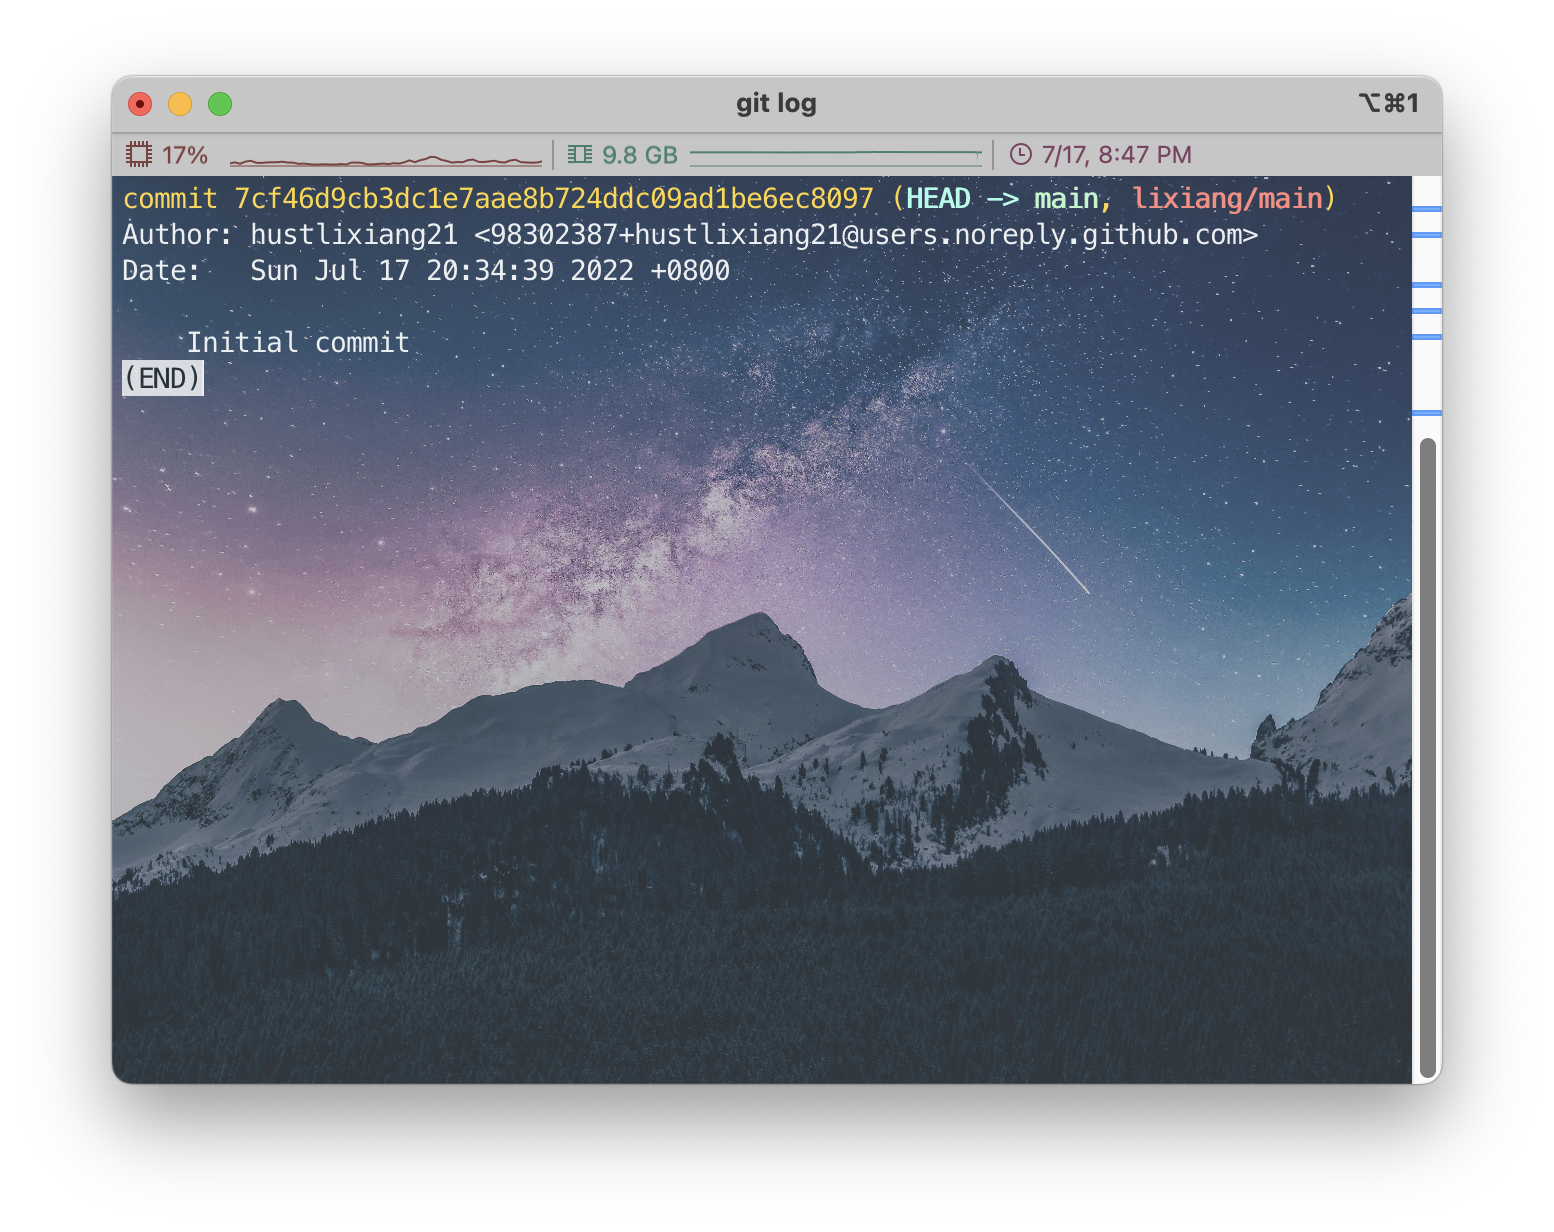 git log
⌥⌘1
17% 9.8 GB 7/17, 8:47 PM
commit 7cf46d9cb3dc1e7aae8b724ddc09ad1be6ec8097 (HEAD -> main, lixiang/main)
Author: hustlixiang21 <98302387+hustlixiang21@users.noreply.github.com>
Date:   Sun Jul 17 20:34:39 2022 +0800
Initial commit
(END)